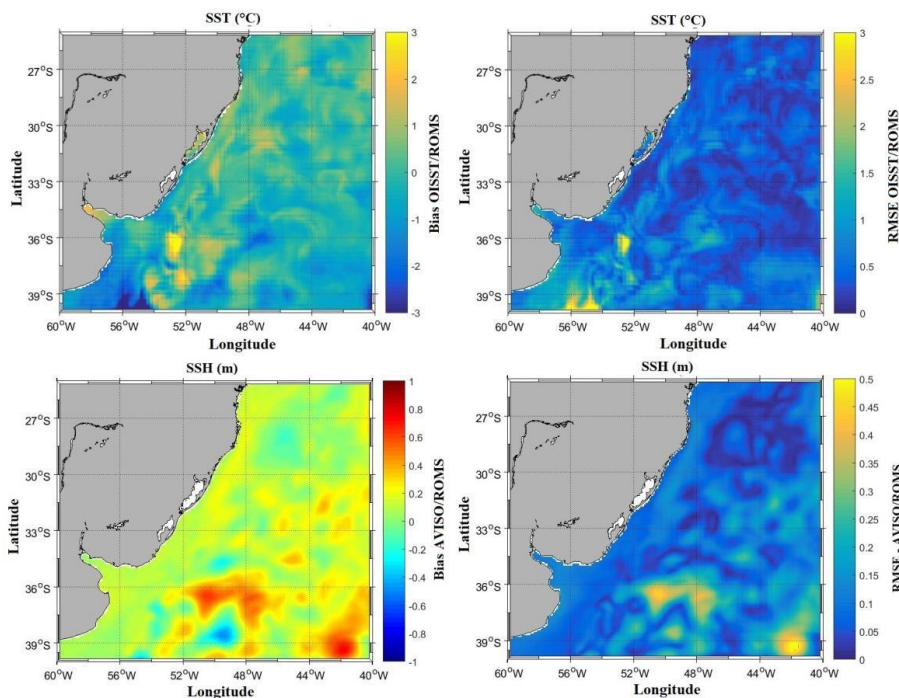 SST (°C)
27°S
30°S
33°S
36°S
39°S
60°W 56°W 52°W 48°W 44°W 40°W
Latitude
Longitude
3
2
1
0
-1
-2
-3
Bias OISST/ROMS
SST (°C)
27°S
30°S
33°S
36°S
39°S
60°W 56°W 52°W 48°W 44°W 40°W
Latitude
Longitude
3
2.5
2
1.5
1
0.5
0
RMSE OISST/ROMS
SSH (m)
27°S
30°S
33°S
36°S
39°S
60°W 56°W 52°W 48°W 44°W 40°W
Latitude
Longitude
1
0.8
0.6
0.4
0.2
0
-0.2
-0.4
-0.6
-0.8
-1
Bias AVISO/ROMS
SSH (m)
27°S
30°S
33°S
36°S
39°S
60°W 56°W 52°W 48°W 44°W 40°W
Latitude
Longitude
0.5
0.45
0.4
0.35
0.3
0.25
0.2
0.15
0.1
0.05
0
RMSE - AVISO/ROMS